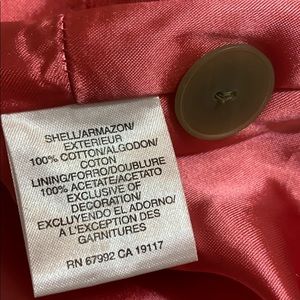 SHELL/ARMAZON/
EXTERIEUR
100% COTTON/ALGODON/
COTON
LINING/FORRO/DOUBLURE
100% ACETATE/ACETATO
EXCLUSIVE OF
DECORATION/
EXCLUYENDO EL ADORNO/
A L'EXCEPTION DES
GARNITURES
RN 67992 CA 19117